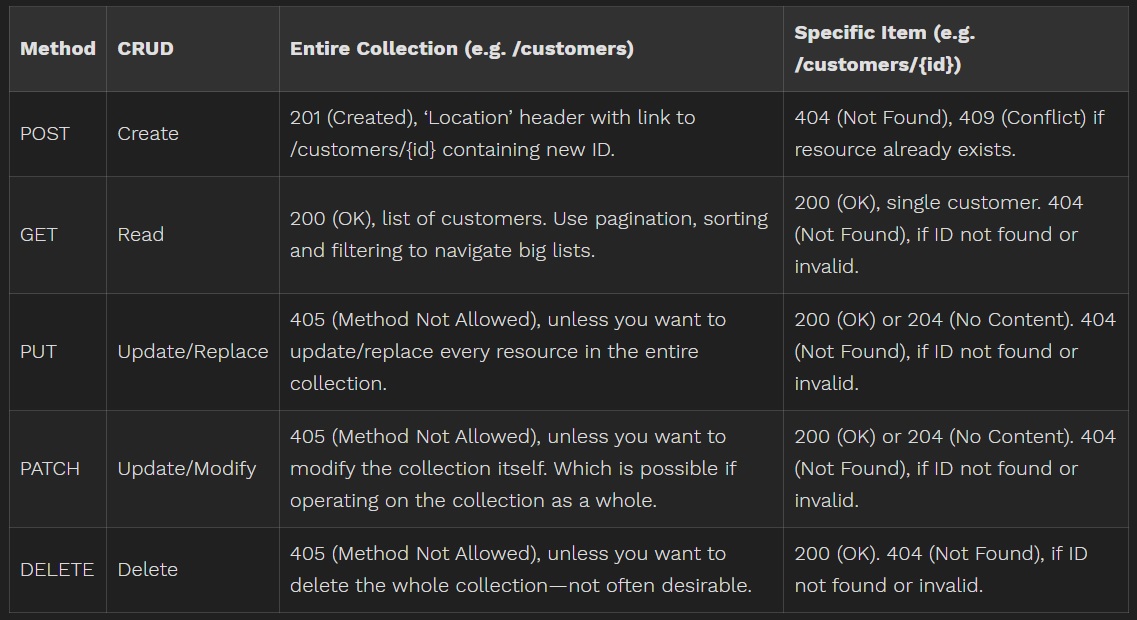 Method CRUD Entire Collection (e.g. /customers) Specific Item (e.g.
/customers/{id})
POST Create
201 (Created), ‘Location’ header with link to
/customers/{id} containing new ID.
404 (Not Found), 409 (Conflict) if
resource already exists.
GET Read
200 (OK), list of customers. Use pagination, sorting
and filtering to navigate big lists.
200 (OK), single customer. 404
(Not Found), if ID not found or
invalid.
PUT Update/Replace
405 (Method Not Allowed), unless you want to
update/replace every resource in the entire
collection.
200 (OK) or 204 (No Content). 404
(Not Found), if ID not found or
invalid.
PATCH Update/Modify
405 (Method Not Allowed), unless you want to
modify the collection itself. Which is possible if
operating on the collection as a whole.
200 (OK) or 204 (No Content). 404
(Not Found), if ID not found or
invalid.
DELETE Delete
405 (Method Not Allowed), unless you want to
delete the whole collection—not often desirable.
200 (OK). 404 (Not Found), if ID
not found or invalid.